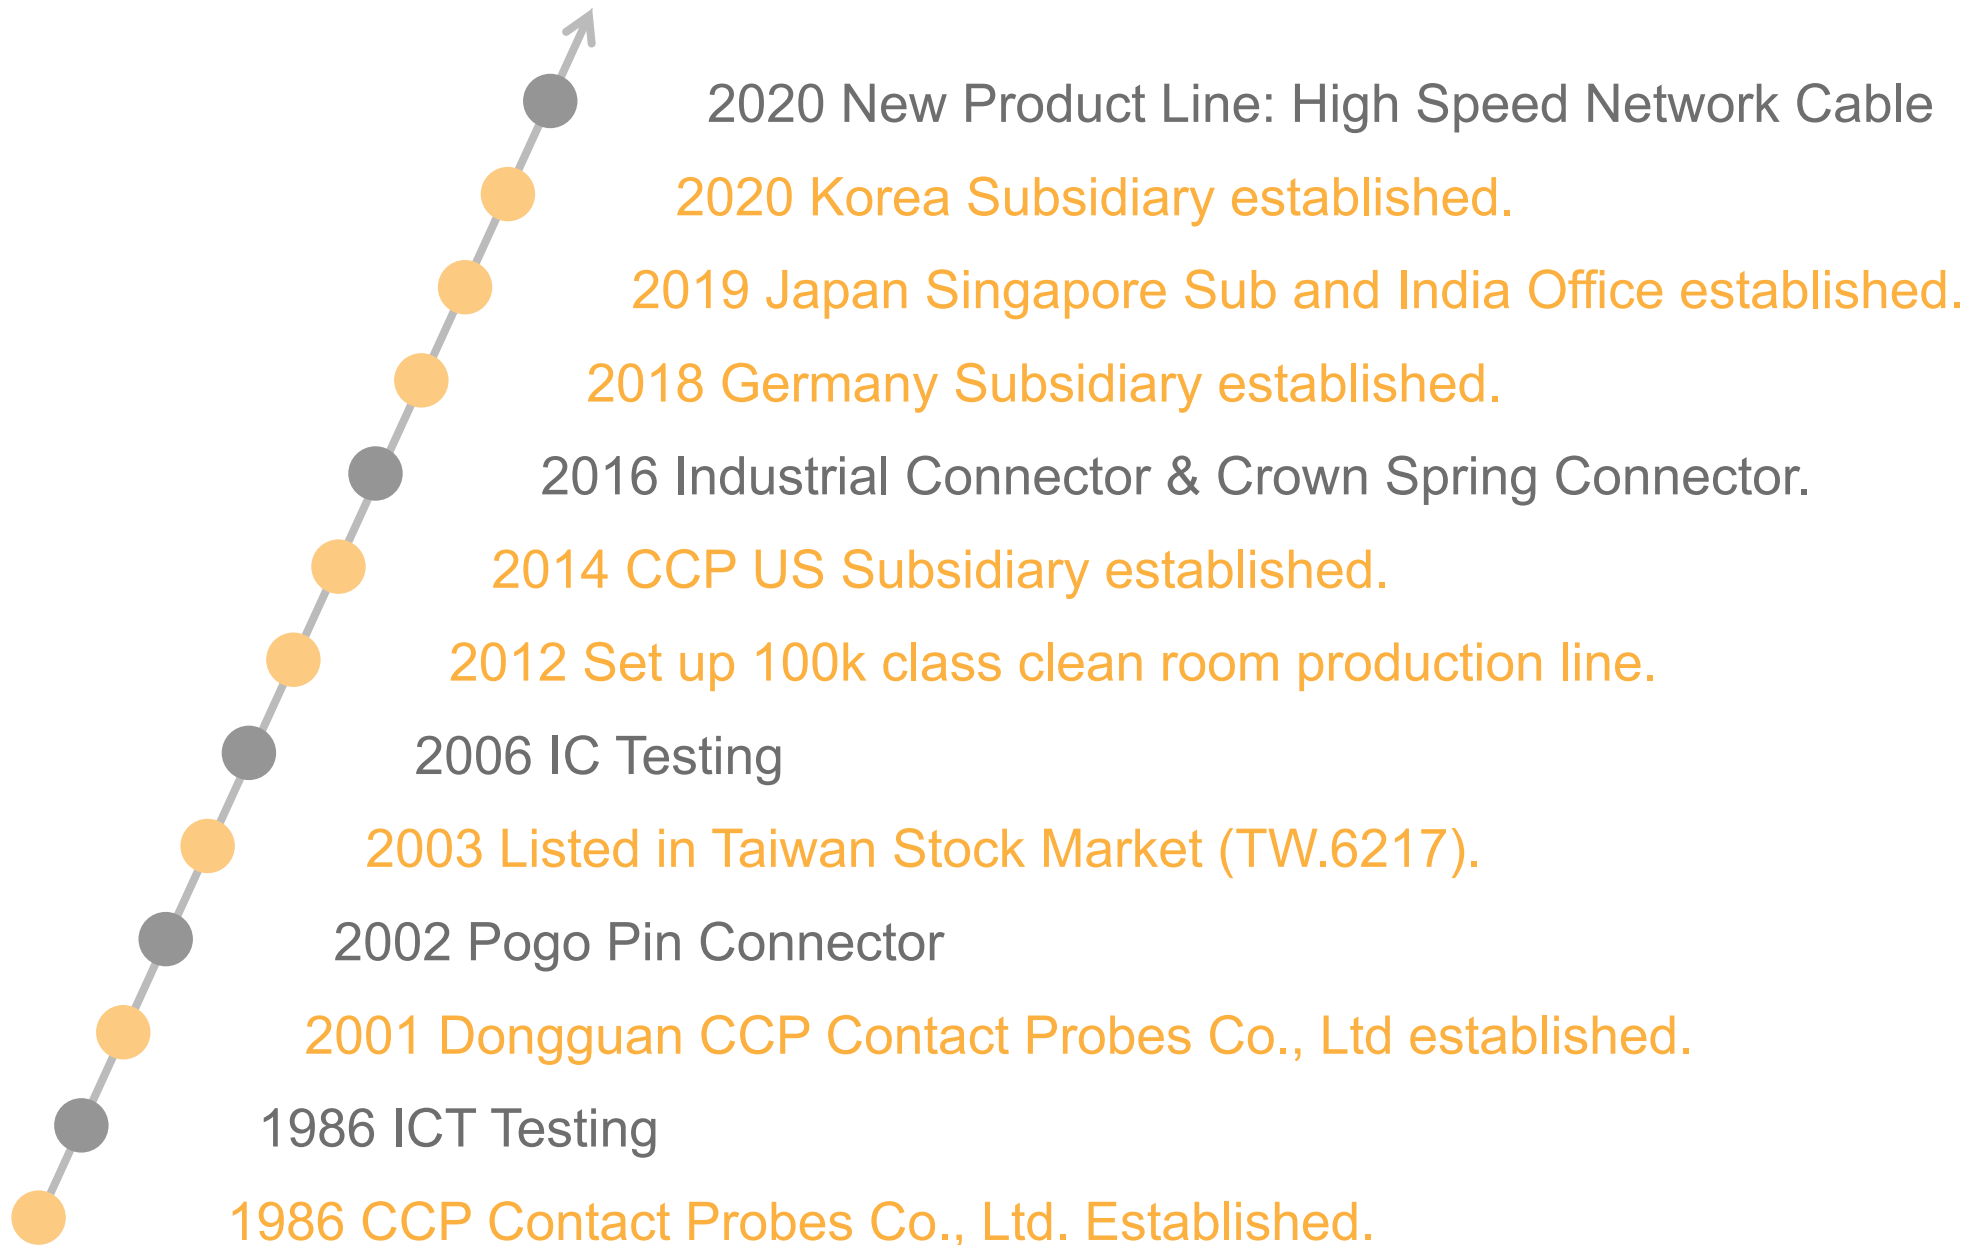 2020 New Product Line: High Speed Network Cable
2020 Korea Subsidiary established.
2019 Japan Singapore Sub and India Office established.
2018 Germany Subsidiary established.
2016 Industrial Connector & Crown Spring Connector.
2014 CCP US Subsidiary established.
2012 Set up 100k class clean room production line.
2006 IC Testing
2003 Listed in Taiwan Stock Market (TW.6217).
2002 Pogo Pin Connector
2001 Dongguan CCP Contact Probes Co., Ltd established.
1986 ICT Testing
1986 CCP Contact Probes Co., Ltd. Established.